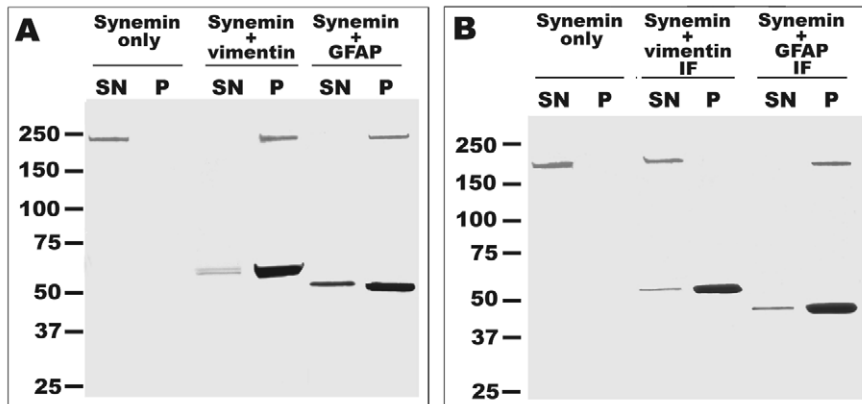 A
Synemin only
Synemin + vimentin
Synemin + GFAP
SN P SN P SN P
250
150
100
75
50
37
25
B
Synemin only
Synemin + vimentin IF
Synemin + GFAP IF
SN P SN P SN P
250
150
100
75
50
37
25